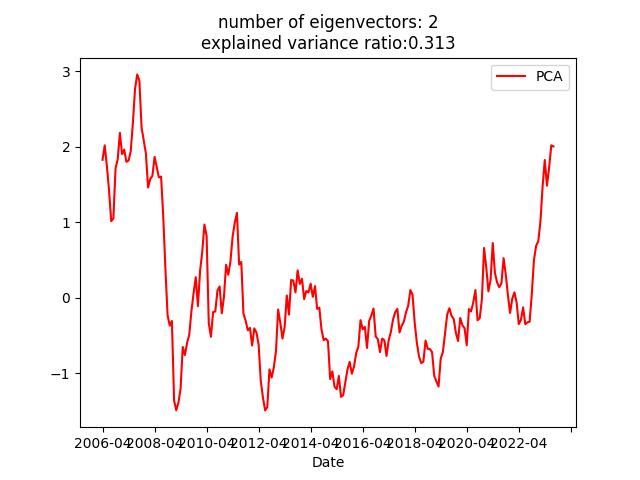 number of eigenvectors: 2
explained variance ratio:0.313
PCA
3
2
1
0
−1
2006-04 2008-04 2010-04 2012-04 2014-04 2016-04 2018-04 2020-04 2022-04
Date